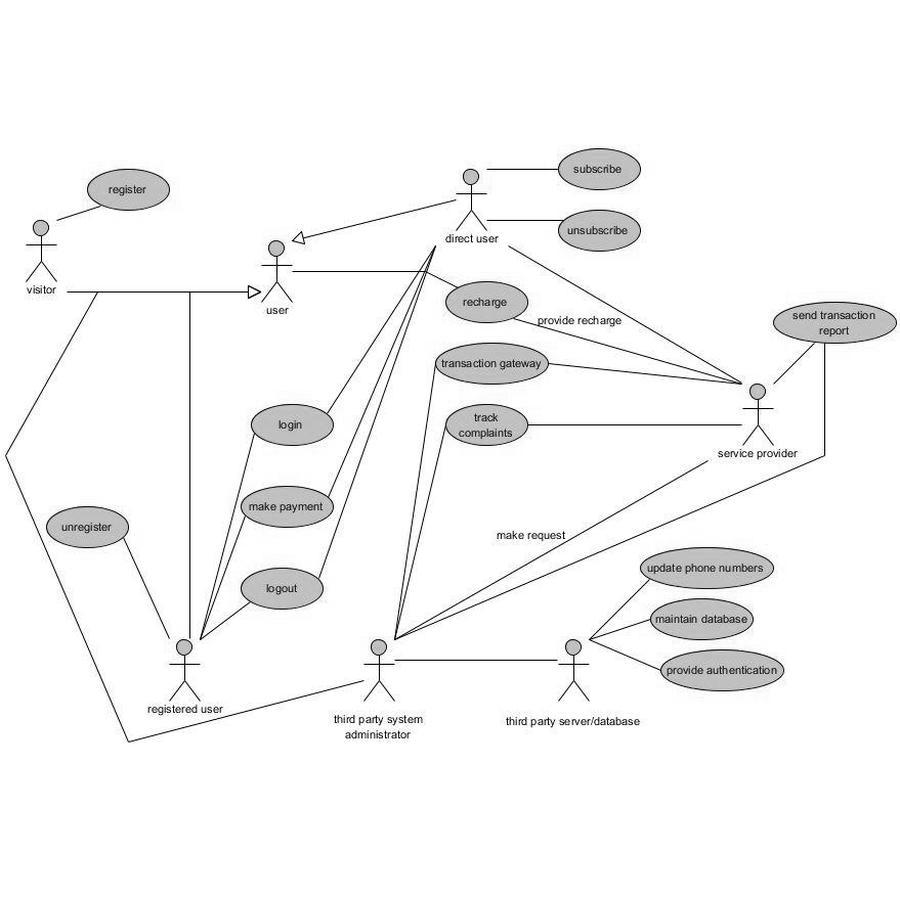 subscribe
register
unsubscribe
direct user
visitor
user
recharge
provide recharge
send transaction
report
transaction gateway
login
track
complaints
service provider
make payment
unregister
make request
update phone numbers
logout
maintain database
provide authentication
registered user
third party system
administrator
third party server/database